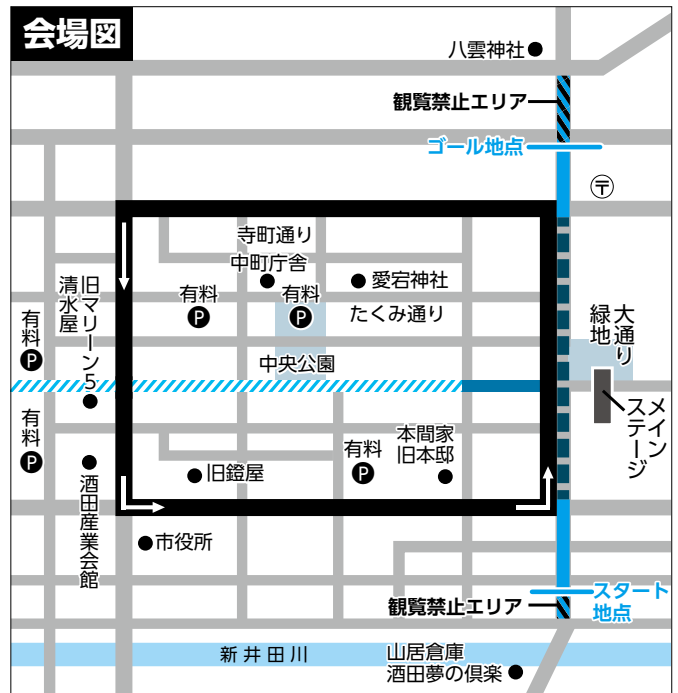 会場図
八雲神社
観覧禁止エリア
ゴール地点
〒
寺町通り
中町庁舎
愛宕神社
有料
P
有料
P
たくみ通り
旧マリーン5
清水屋
有料
P
中央公園
大通り
緑地
メイン
ステージ
有料
P
本間家
旧本邸
有料
P
旧鐙屋
酒田産業会館
市役所
スタート
地点
観覧禁止エリア
新井田川
山居倉庫
酒田夢の倶楽